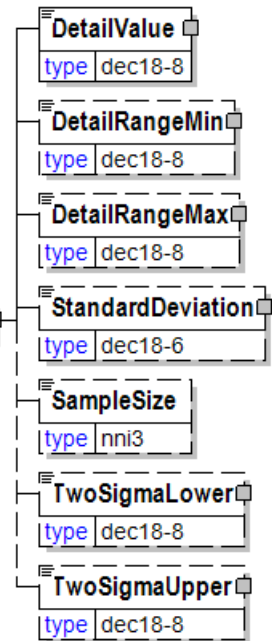 DetailValue
type dec18-8
DetailRangeMin
type dec18-8
DetailRangeMax
type dec18-8
StandardDeviation
type dec18-6
SampleSize
type nni3
TwoSigmaLower
type dec18-8
TwoSigmaUpper
type dec18-8